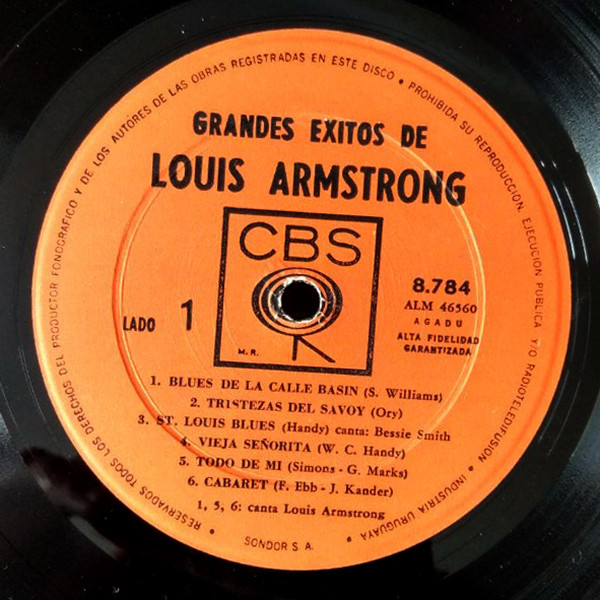 RESERVADOS TODOS LOS DERECHOS DEL PRODUCTOR FONOGRAFICO Y DE LOS AUTORES DE LAS OBRAS REGISTRADAS EN ESTE DISCO • PROHIBIDA SU REPRODUCCION, EJECUCION PUBLICA Y/O RADIOTELEDIFUSION • INDUSTRIA URUGUAYA •
GRANDES EXITOS DE
LOUIS ARMSTRONG
CBS
M. R.
LADO 1
8.784
ALM 46560
AGADU
ALTA FIDELIDAD
GARANTIZADA
1. BLUES DE LA CALLE BASIN (S. Williams)
2. TRISTEZAS DEL SAVOY (Ory)
3. ST. LOUIS BLUES (Handy) canta: Bessie Smith
4. VIEJA SEÑORITA (W. C. Handy)
5. TODO DE MI (Simons - G. Marks)
6. CABARET (F. Ebb - J. Kander)
1, 5, 6: canta Louis Armstrong
SONDOR S. A.